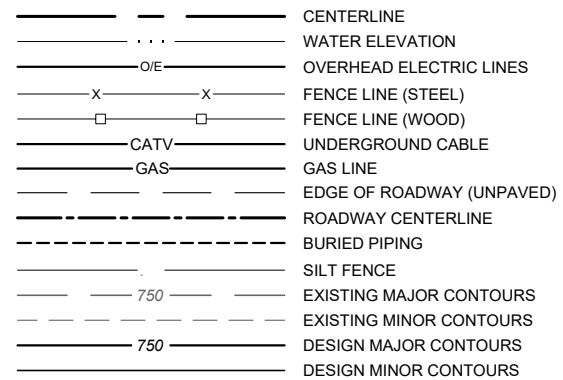 CENTERLINE
WATER ELEVATION
O/E OVERHEAD ELECTRIC LINES
X X FENCE LINE (STEEL)
FENCE LINE (WOOD)
CATV UNDERGROUND CABLE
GAS GAS LINE
EDGE OF ROADWAY (UNPAVED)
ROADWAY CENTERLINE
BURIED PIPING
SILT FENCE
750 EXISTING MAJOR CONTOURS
EXISTING MINOR CONTOURS
750 DESIGN MAJOR CONTOURS
DESIGN MINOR CONTOURS